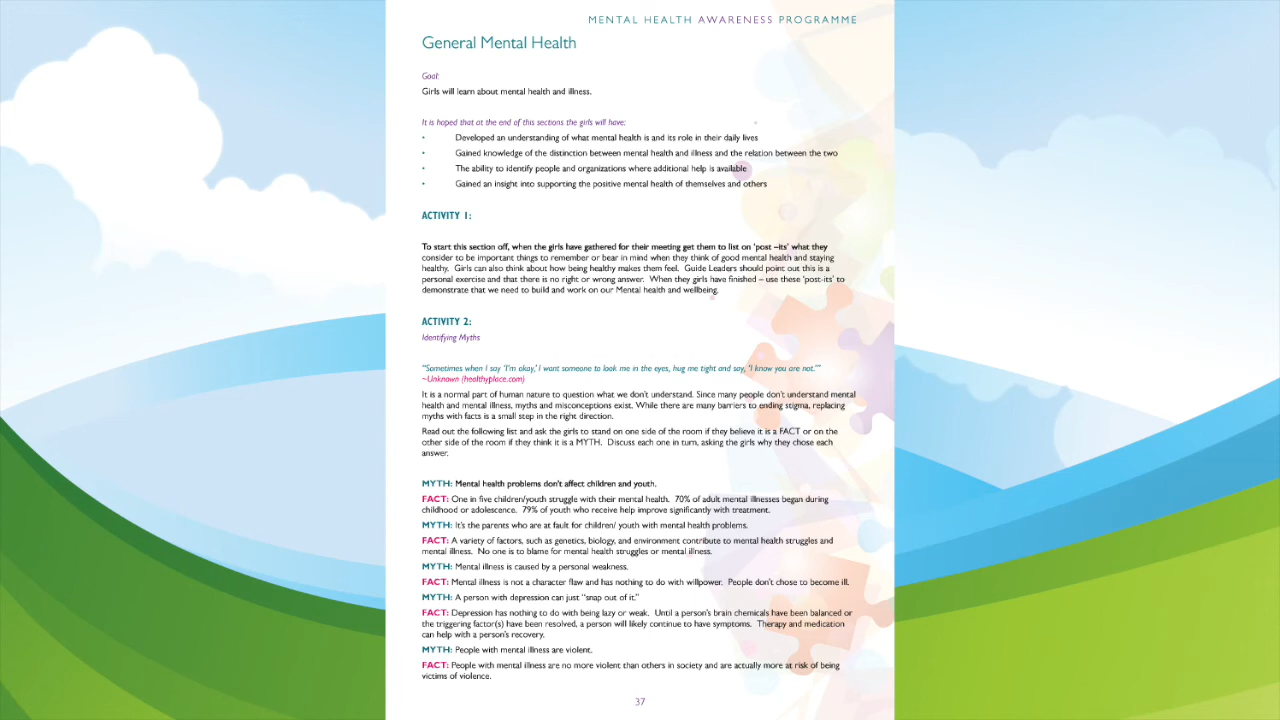 MENTAL HEALTH AWARENESS PROGRAMME
General Mental Health
Goal:
Girls will learn about mental health and illness.
It is hoped that at the end of this sections the girls will have:
• Developed an understanding of what mental health is and its role in their daily lives
• Gained knowledge of the distinction between mental health and illness and the relation between the two
• The ability to identify people and organizations where additional help is available
• Gained an insight into supporting the positive mental health of themselves and others
ACTIVITY 1:
To start this section off, when the girls have gathered for their meeting get them to list on ‘post –its’ what they
consider to be important things to remember or bear in mind when they think of good mental health and staying
healthy. Girls can also think about how being healthy makes them feel. Guide Leaders should point out this is a
personal exercise and that there is no right or wrong answer. When they girls have finished – use these ‘post-its’ to
demonstrate that we need to build and work on our Mental health and wellbeing.
ACTIVITY 2:
Identifying Myths
““Sometimes when I say ‘I’m okay,’ I want someone to look me in the eyes, hug me tight and say, ‘I know you are not.’””
~Unknown (healthyplace.com)
It is a normal part of human nature to question what we don’t understand. Since many people don’t understand mental
health and mental illness, myths and misconceptions exist. While there are many barriers to ending stigma, replacing
myths with facts is a small step in the right direction.
Read out the following list and ask the girls to stand on one side of the room if they believe it is a FACT or on the
other side of the room if they think it is a MYTH. Discuss each one in turn, asking the girls why they chose each
answer.
MYTH: Mental health problems don’t affect children and youth.
FACT: One in five children/youth struggle with their mental health. 70% of adult mental illnesses began during
childhood or adolescence. 79% of youth who receive help improve significantly with treatment.
MYTH: It’s the parents who are at fault for children/ youth with mental health problems.
FACT: A variety of factors, such as genetics, biology, and environment contribute to mental health struggles and
mental illness. No one is to blame for mental health struggles or mental illness.
MYTH: Mental illness is caused by a personal weakness.
FACT: Mental illness is not a character flaw and has nothing to do with willpower. People don’t chose to become ill.
MYTH: A person with depression can just “snap out of it.”
FACT: Depression has nothing to do with being lazy or weak. Until a person’s brain chemicals have been balanced or
the triggering factor(s) have been resolved, a person will likely continue to have symptoms. Therapy and medication
can help with a person’s recovery.
MYTH: People with mental illness are violent.
FACT: People with mental illness are no more violent than others in society and are actually more at risk of being
victims of violence.
37